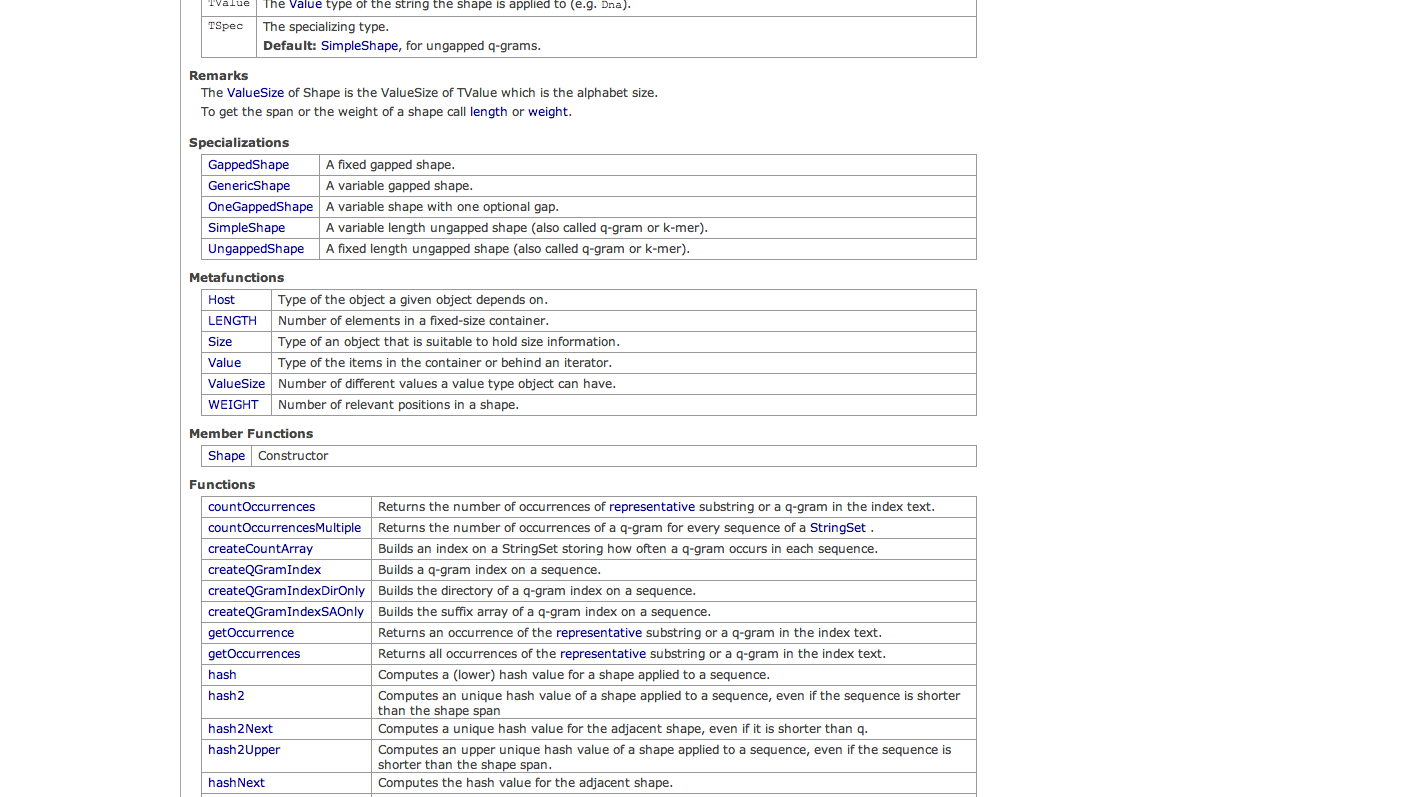 TValue The Value type of the string the shape is applied to (e.g. Dna).
TSpec The specializing type.
Default: SimpleShape, for ungapped q-grams.
Remarks
The ValueSize of Shape is the ValueSize of TValue which is the alphabet size.
To get the span or the weight of a shape call length or weight.
Specializations
GappedShape A fixed gapped shape.
GenericShape A variable gapped shape.
OneGappedShape A variable shape with one optional gap.
SimpleShape A variable length ungapped shape (also called q-gram or k-mer).
UngappedShape A fixed length ungapped shape (also called q-gram or k-mer).
Metafunctions
Host Type of the object a given object depends on.
LENGTH Number of elements in a fixed-size container.
Size Type of an object that is suitable to hold size information.
Value Type of the items in the container or behind an iterator.
ValueSize Number of different values a value type object can have.
WEIGHT Number of relevant positions in a shape.
Member Functions
Shape Constructor
Functions
countOccurrences Returns the number of occurrences of representative substring or a q-gram in the index text.
countOccurrencesMultiple Returns the number of occurrences of a q-gram for every sequence of a StringSet .
createCountArray Builds an index on a StringSet storing how often a q-gram occurs in each sequence.
createQGramIndex Builds a q-gram index on a sequence.
createQGramIndexDirOnly Builds the directory of a q-gram index on a sequence.
createQGramIndexSAOnly Builds the suffix array of a q-gram index on a sequence.
getOccurrence Returns an occurrence of the representative substring or a q-gram in the index text.
getOccurrences Returns all occurrences of the representative substring or a q-gram in the index text.
hash Computes a (lower) hash value for a shape applied to a sequence.
hash2 Computes an unique hash value of a shape applied to a sequence, even if the sequence is shorter
than the shape span
hash2Next Computes a unique hash value for the adjacent shape, even if it is shorter than q.
hash2Upper Computes an upper unique hash value of a shape applied to a sequence, even if the sequence is
shorter than the shape span.
hashNext Computes the hash value for the adjacent shape.